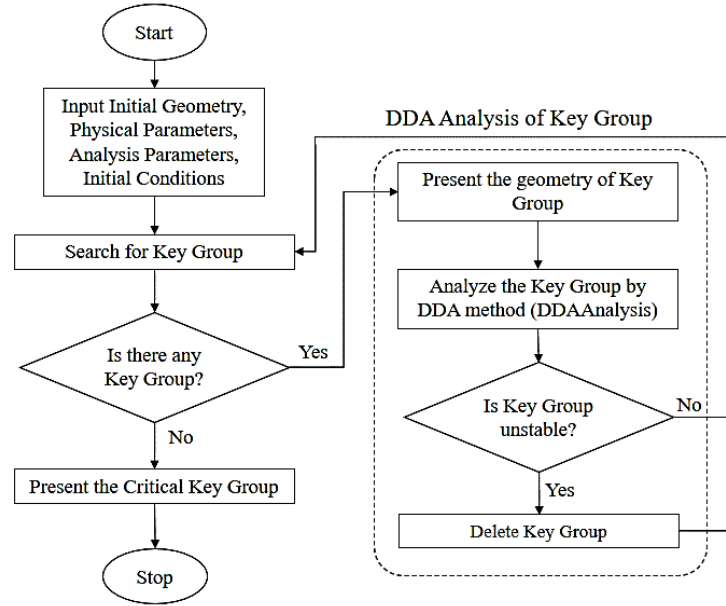 Start
Input Initial Geometry,
Physical Parameters,
Analysis Parameters,
Initial Conditions
Search for Key Group
Is there any
Key Group?
Yes
No
Present the Critical Key Group
Stop
DDA Analysis of Key Group
Present the geometry of Key
Group
Analyze the Key Group by
DDA method (DDAAnalysis)
Is Key Group
unstable?
No
Yes
Delete Key Group